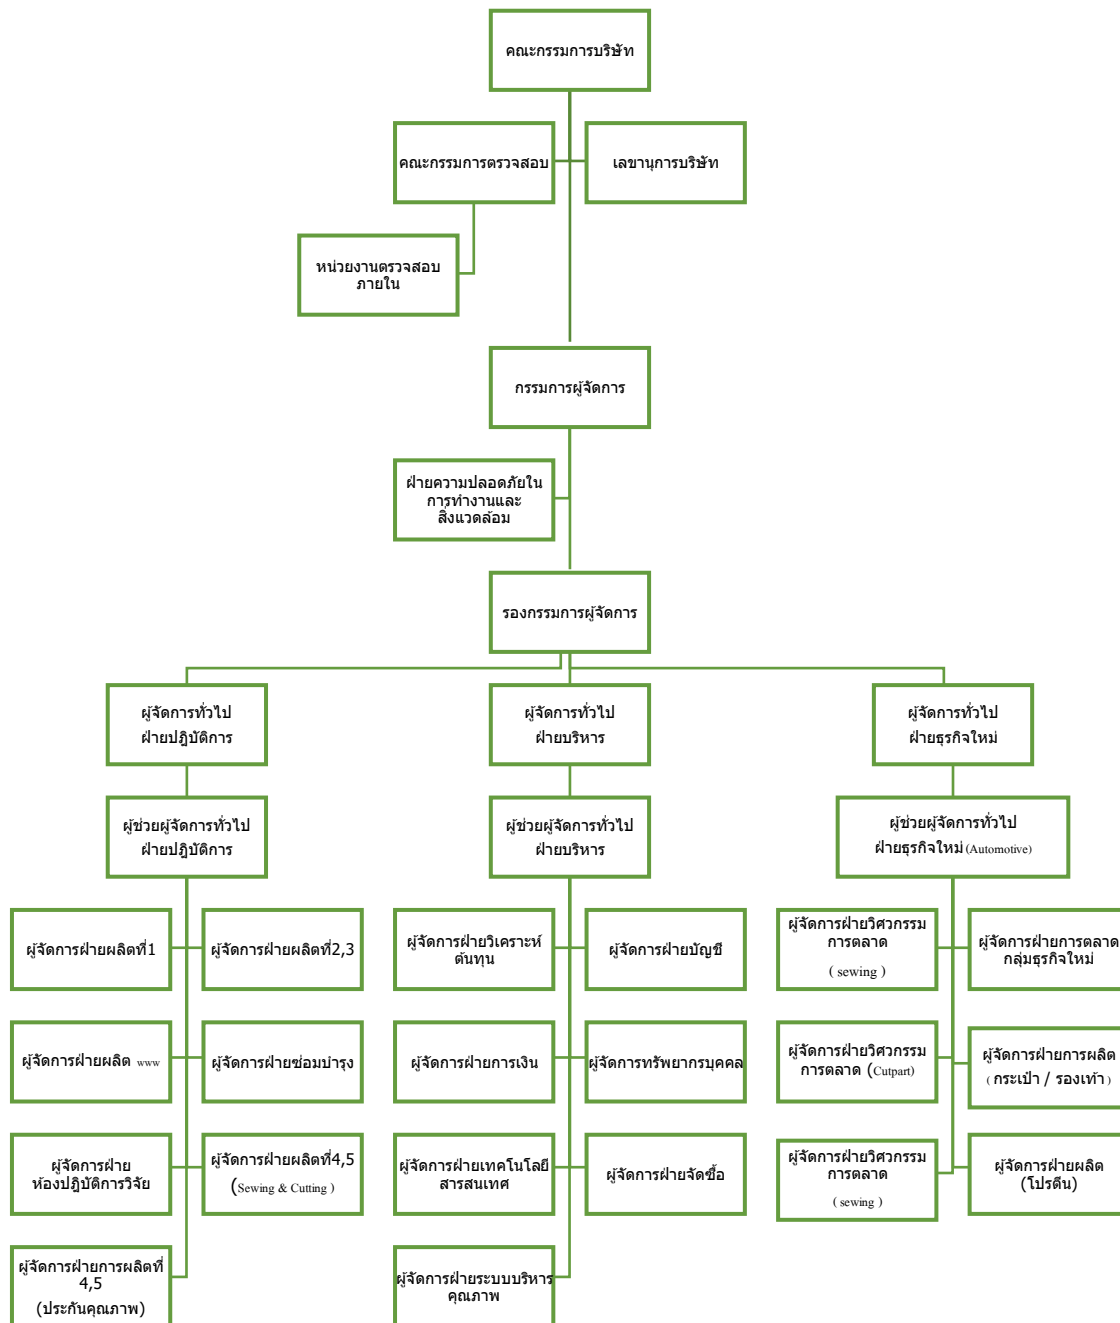 คณะกรรมการบริษัท
คณะกรรมการตรวจสอบ
เลขานุการบริษัท
หน่วยงานตรวจสอบ
ภายใน
กรรมการผู้จัดการ
ฝ่ายความปลอดภัยใน
การทำงานและ
สิ่งแวดล้อม
รองกรรมการผู้จัดการ
ผู้จัดการทั่วไป
ฝ่ายปฎิบัติการ
ผู้จัดการทั่วไป
ฝ่ายบริหาร
ผู้จัดการทั่วไป
ฝ่ายธุรกิจใหม่
ผู้ช่วยผู้จัดการทั่วไป
ฝ่ายปฎิบัติการ
ผู้ช่วยผู้จัดการทั่วไป
ฝ่ายบริหาร
ผู้ช่วยผู้จัดการทั่วไป
ฝ่ายธุรกิจใหม่ (Automotive)
ผู้จัดการฝ่ายผลิตที่1
ผู้จัดการฝ่ายผลิตที่2,3
ผู้จัดการฝ่ายวิเคราะห์
ต้นทุน
ผู้จัดการฝ่ายบัญชี
ผู้จัดการฝ่ายวิศวกรรม
การตลาด
( sewing )
ผู้จัดการฝ่ายการตลาด
กลุ่มธุรกิจใหม่
ผู้จัดการฝ่ายผลิต www
ผู้จัดการฝ่ายซ่อมบำรุง
ผู้จัดการฝ่ายการเงิน
ผู้จัดการทรัพยากรบุคคล
ผู้จัดการฝ่ายวิศวกรรม
การตลาด (Cutpart)
ผู้จัดการฝ่ายการผลิต
( กระเป๋า / รองเท้า )
ผู้จัดการฝ่าย
ห้องปฎิบัติการวิจัย
ผู้จัดการฝ่ายผลิตที่4,5
(Sewing & Cutting )
ผู้จัดการฝ่ายเทคโนโลยี
สารสนเทศ
ผู้จัดการฝ่ายจัดซื้อ
ผู้จัดการฝ่ายวิศวกรรม
การตลาด
( sewing )
ผู้จัดการฝ่ายผลิต
(โปรตีน)
ผู้จัดการฝ่ายการผลิตที่
4,5
(ประกันคุณภาพ)
ผู้จัดการฝ่ายระบบบริหาร
คุณภาพ